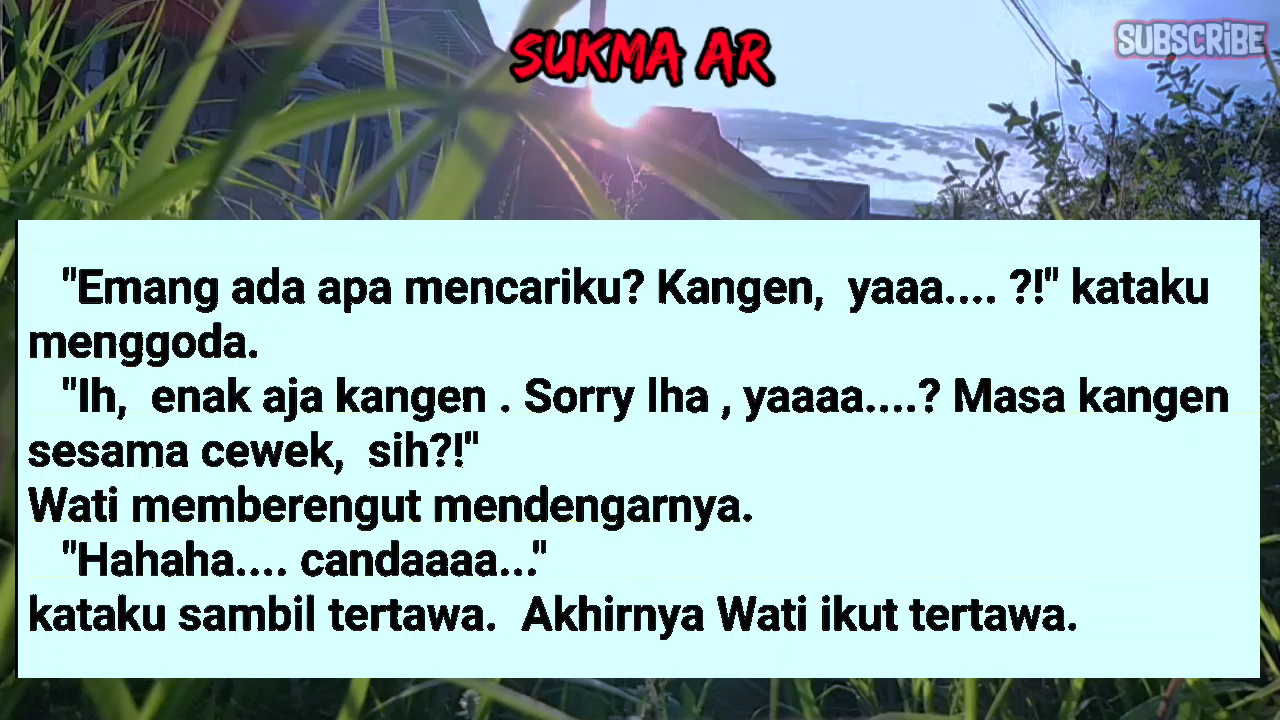 SUKMA AR
SUBSCRIBE
"Emang ada apa mencariku? Kangen,  yaaa.... ?!" kataku
menggoda.
"Ih,  enak aja kangen . Sorry lha , yaaaa....? Masa kangen
sesama cewek,  sih?!"
Wati memberengut mendengarnya.
"Hahaha.... candaaaa..."
kataku sambil tertawa.  Akhirnya Wati ikut tertawa.